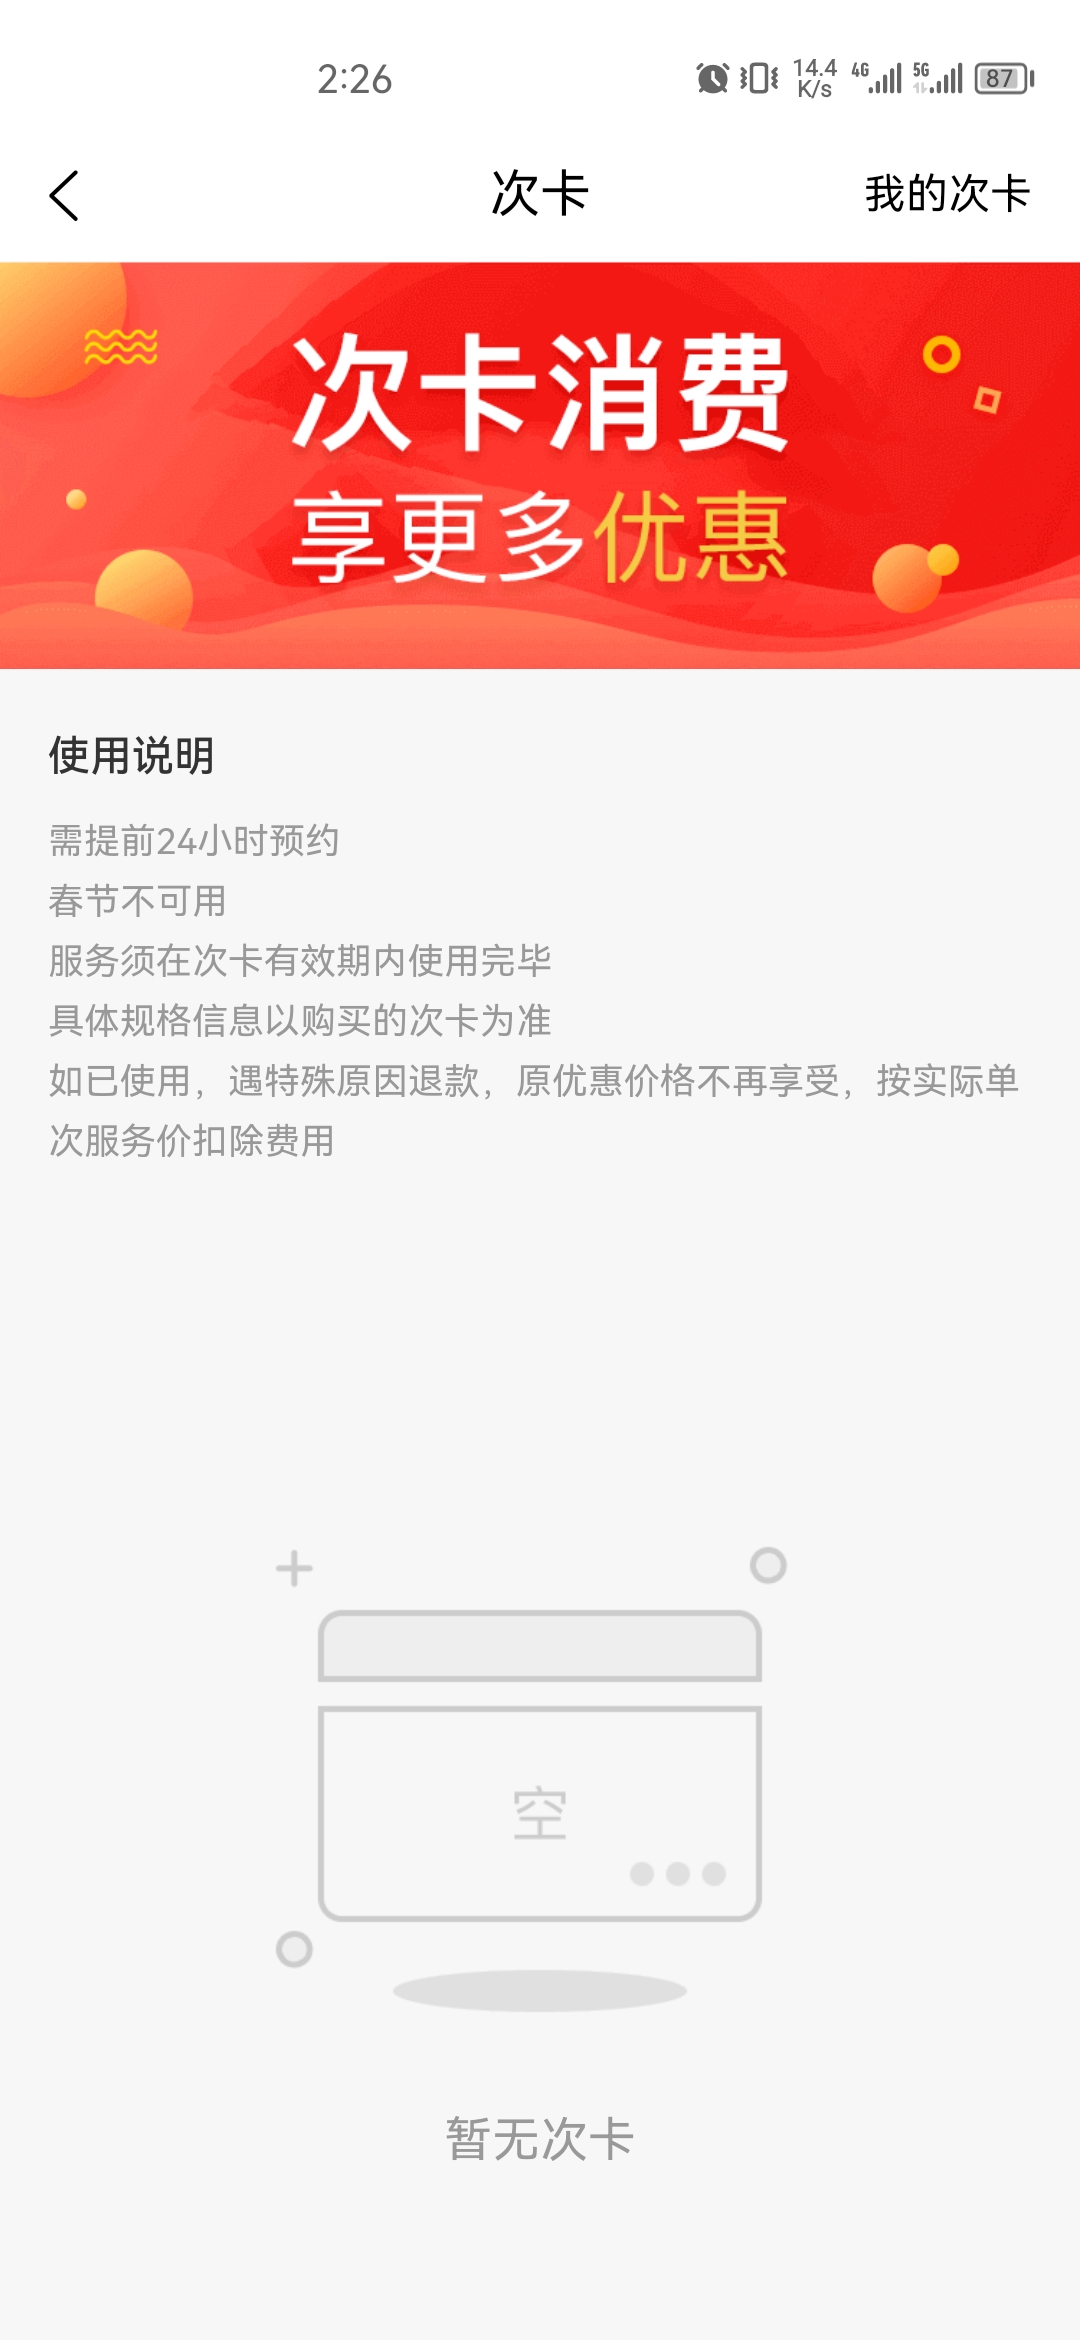 2:26
14.4 K/s 4G 5G 87
次卡
我的次卡
次卡消费
享更多优惠
使用说明
需提前24小时预约
春节不可用
服务须在次卡有效期内使用完毕
具体规格信息以购买的次卡为准
如已使用，遇特殊原因退款，原优惠价格不再享受，按实际单
次服务价扣除费用
空
暂无次卡